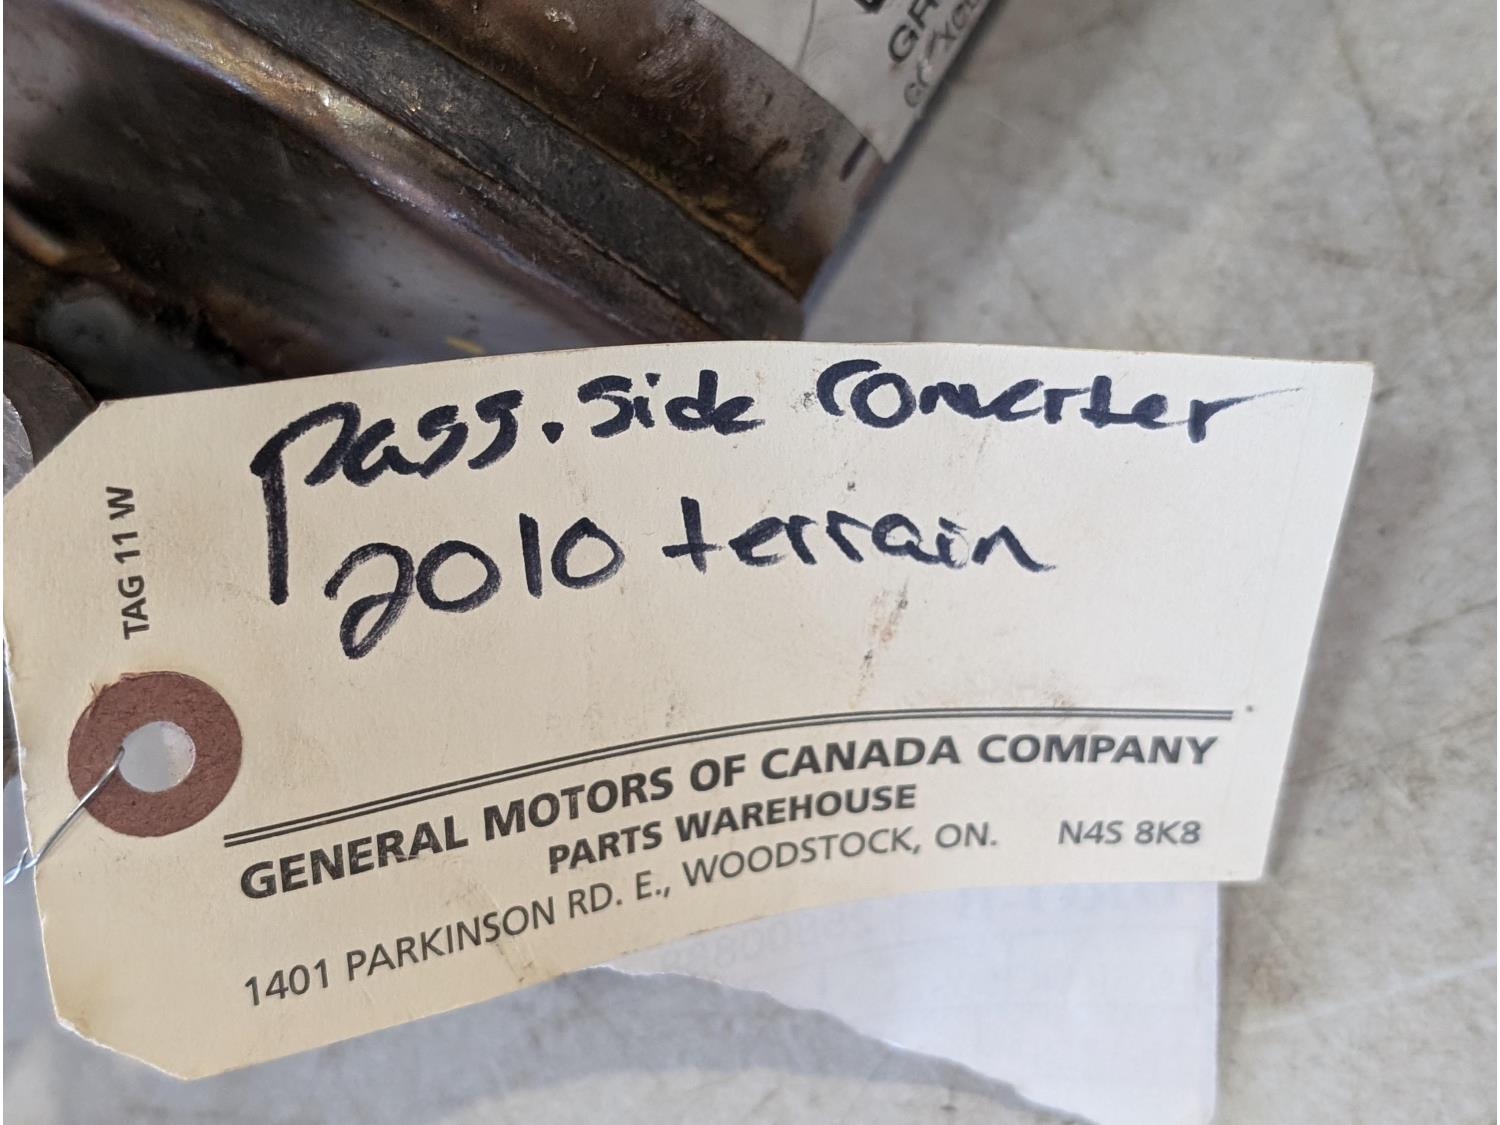 Pass. Side Converter
2010 terrain
TAG 11 W
GENERAL MOTORS OF CANADA COMPANY
PARTS WAREHOUSE
1401 PARKINSON RD. E., WOODSTOCK, ON. N4S 8K8